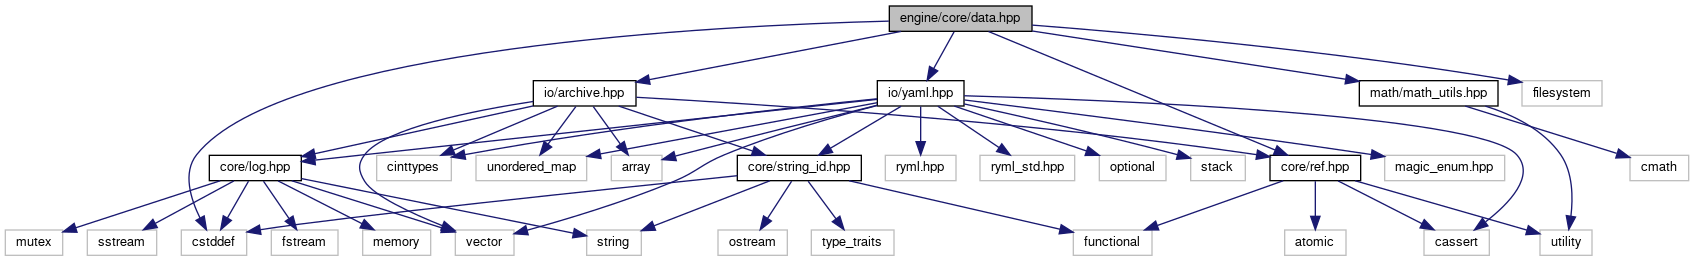 engine/core/data.hpp
io/archive.hpp
io/yaml.hpp
math/math_utils.hpp
filesystem
core/log.hpp
cinttypes
unordered_map
array
core/string_id.hpp
ryml.hpp
ryml_std.hpp
optional
stack
core/ref.hpp
magic_enum.hpp
cmath
mutex
sstream
cstddef
fstream
memory
vector
string
ostream
type_traits
functional
atomic
cassert
utility